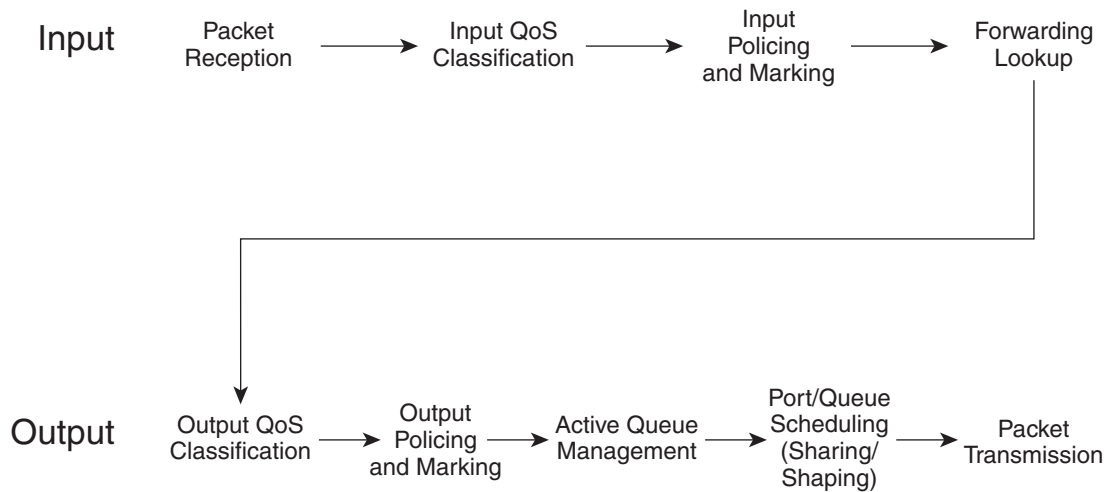 Input
Packet
Reception
Input QoS
Classification
Input
Policing
and Marking
Forwarding
Lookup
Output
Output QoS
Classification
Output
Policing
and Marking
Active Queue
Management
Port/Queue
Scheduling
(Sharing/
Shaping)
Packet
Transmission